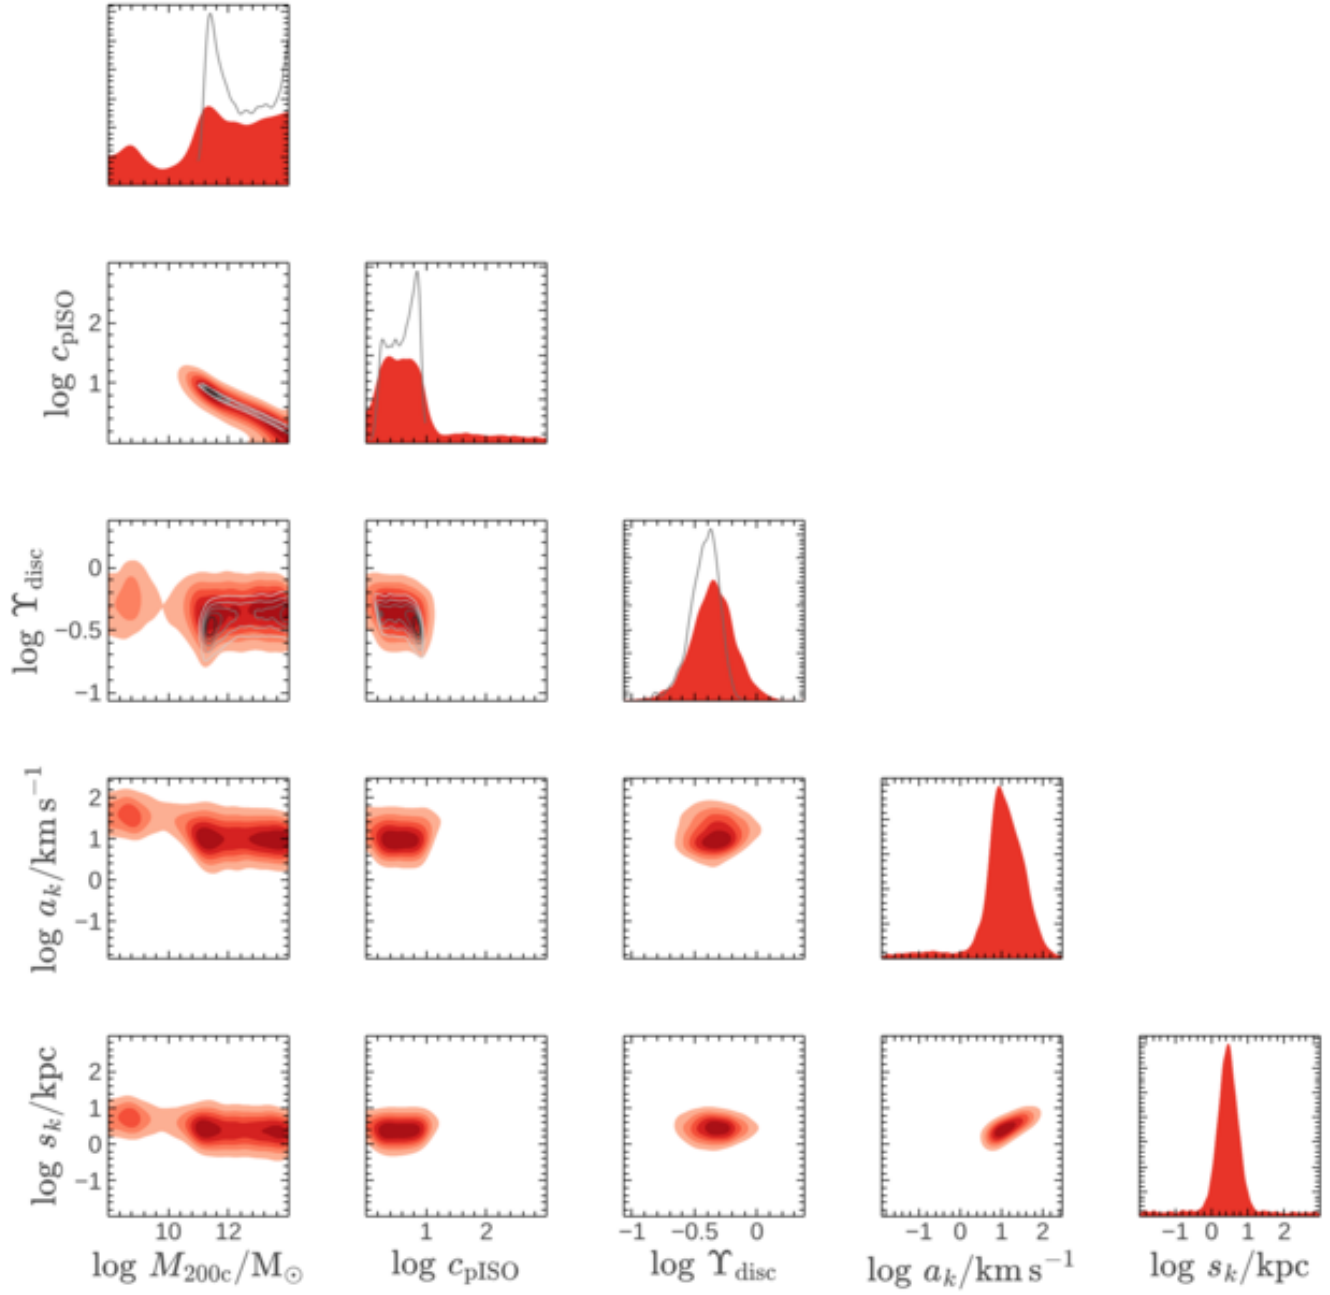 log c_pISO
2
1
log ϒ_disc
0
−0.5
−1
log a_k/km s⁻¹
2
1
0
−1
log s_k/kpc
2
1
0
−1
10 12 1 2 −1 −0.5 0 −1 0 1 2 −1 0 1 2
log M_200c/M_⊙ log c_pISO log ϒ_disc log a_k/km s⁻¹ log s_k/kpc